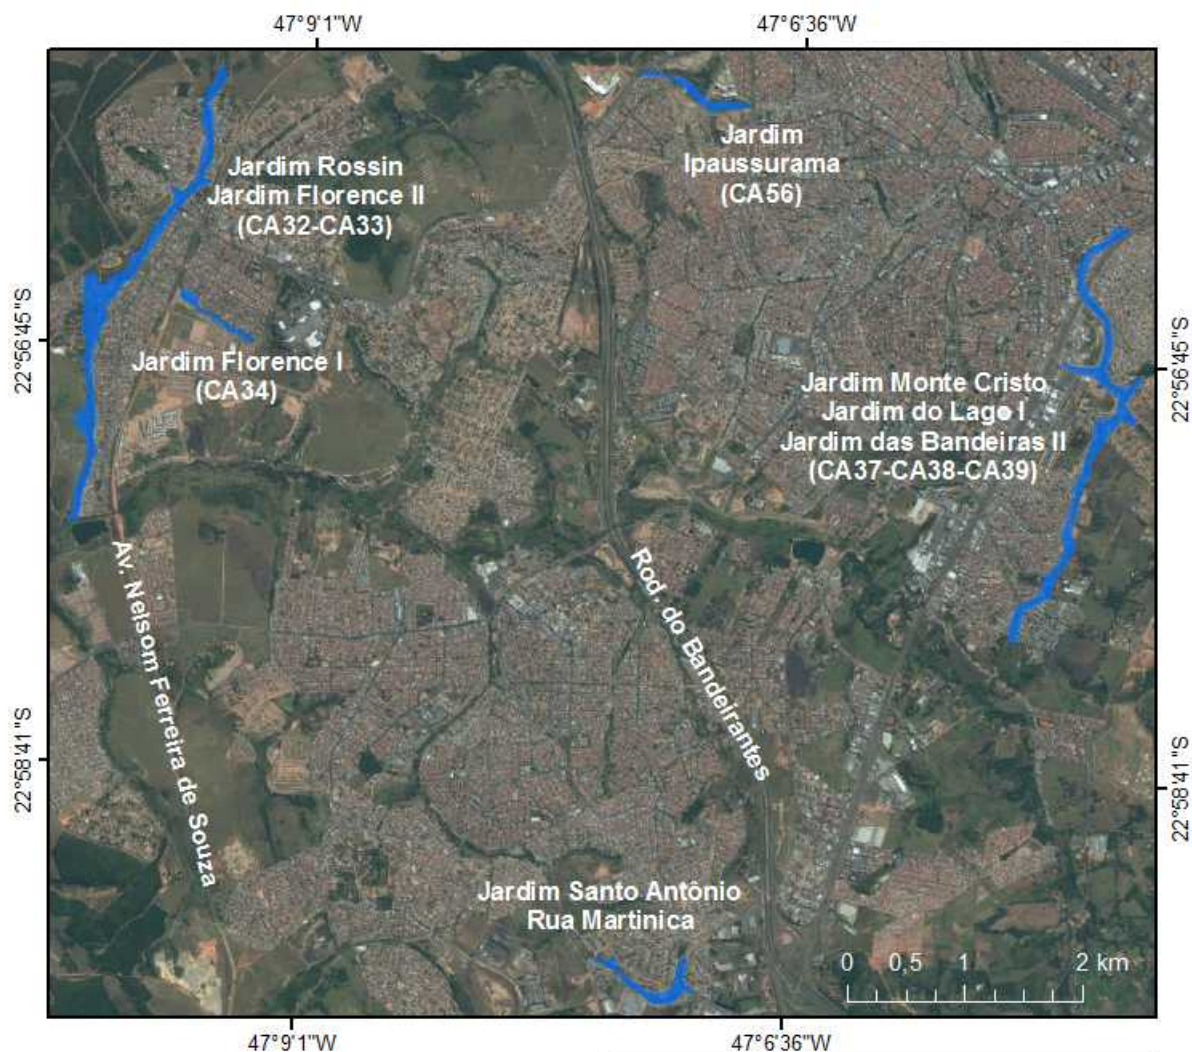 47°9'1"W
47°6'36"W
Jardim Rossin
Jardim Florence II
(CA32-CA33)
Jardim
Ipaussurama
(CA56)
22°56'45"S
22°56'45"S
Jardim Florence I
(CA34)
Jardim Monte Cristo
Jardim do Lago I
Jardim das Bandeiras II
(CA37-CA38-CA39)
Av. Nelsom Ferreira de Souza
Rod. do Bandeirantes
22°58'41"S
22°58'41"S
Jardim Santo Antônio
Rua Martinica
0 0,5 1 2 km
47°9'1"W
47°6'36"W